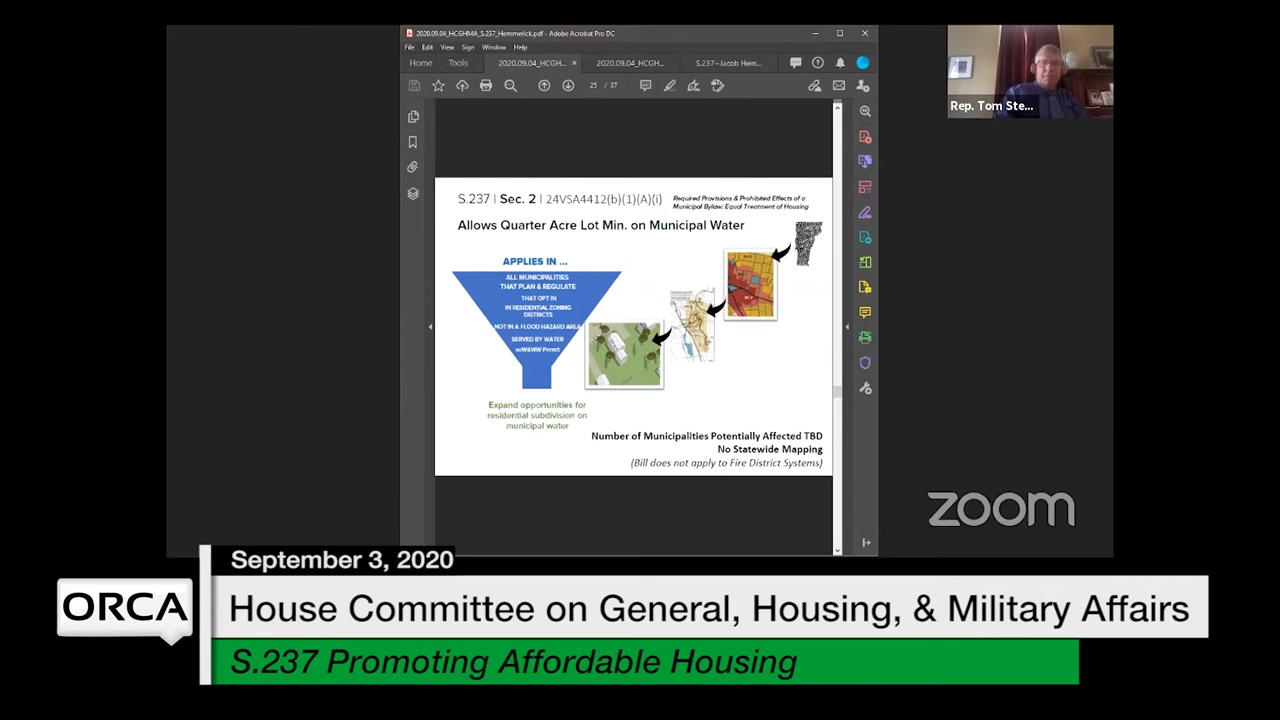 2020.09.04_HCGHMA_S.237_Hemmerick.pdf - Adobe Acrobat Pro DC
File Edit View Sign Window Help
Home Tools 2020.09.04_HCGH... × 2020.09.04_HCGH... S.237~Jacob Hem...
25 / 37
Rep. Tom Ste...
S.237 | Sec. 2 | 24VSA4412(b)(1)(A)(i)
Required Provisions & Prohibited Effects of a
Municipal Bylaw: Equal Treatment of Housing
Allows Quarter Acre Lot Min. on Municipal Water
APPLIES IN ...
ALL MUNICIPALITIES
THAT PLAN & REGULATE
THAT OPT IN
IN RESIDENTIAL ZONING
DISTRICTS
NOT IN A FLOOD HAZARD AREA
SERVED BY WATER
w/W&WW Permit
Expand opportunities for
residential subdivision on
municipal water
Number of Municipalities Potentially Affected TBD
No Statewide Mapping
(Bill does not apply to Fire District Systems)
zoom
September 3, 2020
ORCA
House Committee on General, Housing, & Military Affairs
S.237 Promoting Affordable Housing